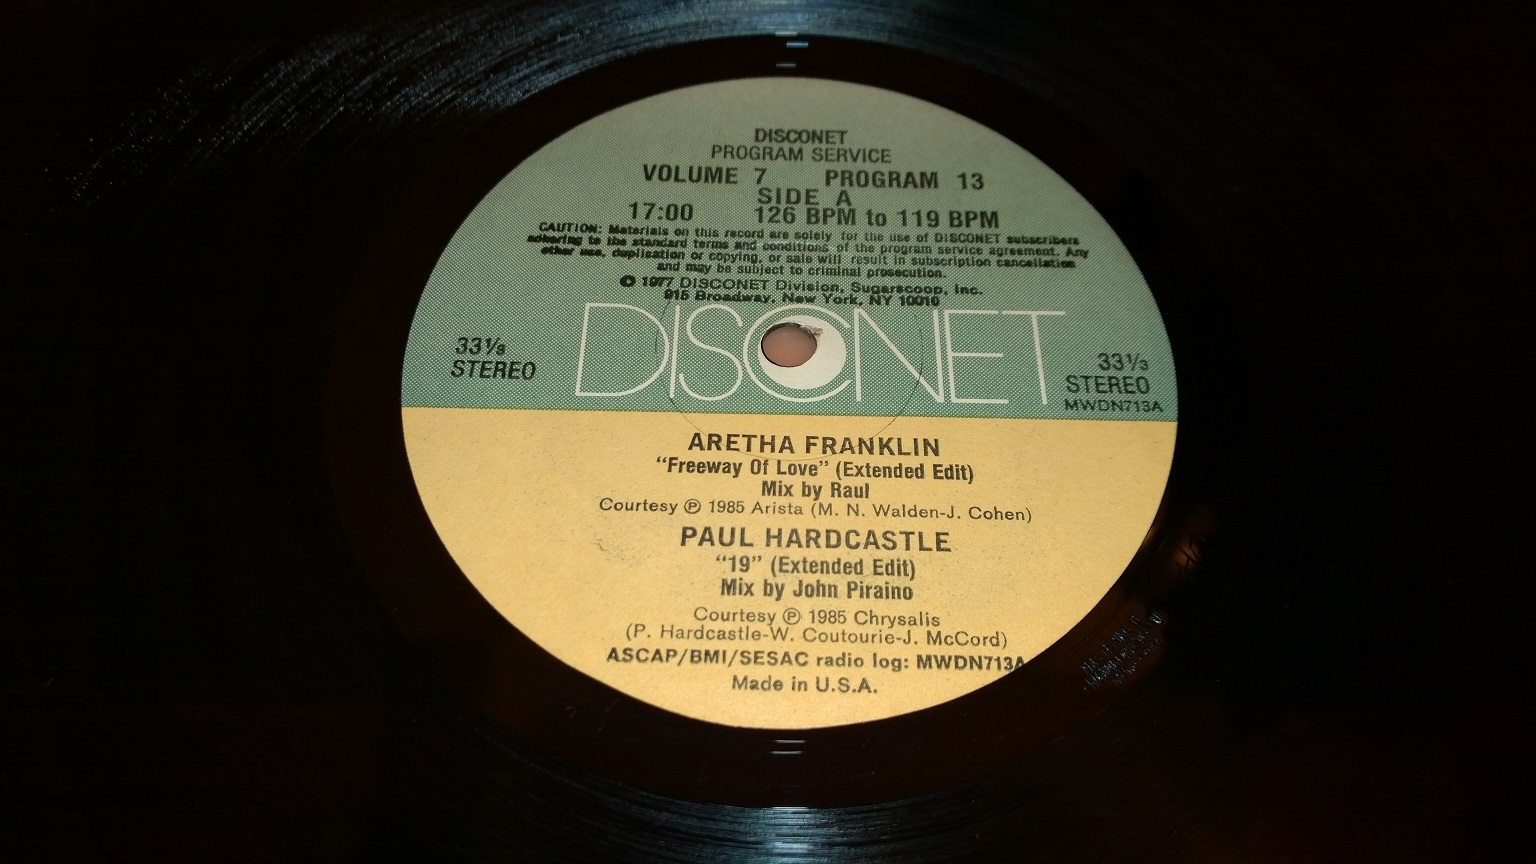 DISCONET
PROGRAM SERVICE
VOLUME 7 PROGRAM 13
SIDE A
17:00 126 BPM to 119 BPM
CAUTION: Materials on this record are solely for the use of DISCONET subscribers
adhering to the standard terms and conditions of the program service agreement. Any
other use, duplication or copying, or sale will result in subscription cancellation
and may be subject to criminal prosecution.
© 1977 DISCONET Division, Sugarscoop, Inc.
915 Broadway, New York, NY 10010
DISCONET
33⅓
STEREO
33⅓
STEREO
MWDN713A
ARETHA FRANKLIN
“Freeway Of Love” (Extended Edit)
Mix by Raul
Courtesy ℗ 1985 Arista (M. N. Walden-J. Cohen)
PAUL HARDCASTLE
“19” (Extended Edit)
Mix by John Piraino
Courtesy ℗ 1985 Chrysalis
(P. Hardcastle-W. Coutourie-J. McCord)
ASCAP/BMI/SESAC radio log: MWDN713A
Made in U.S.A.